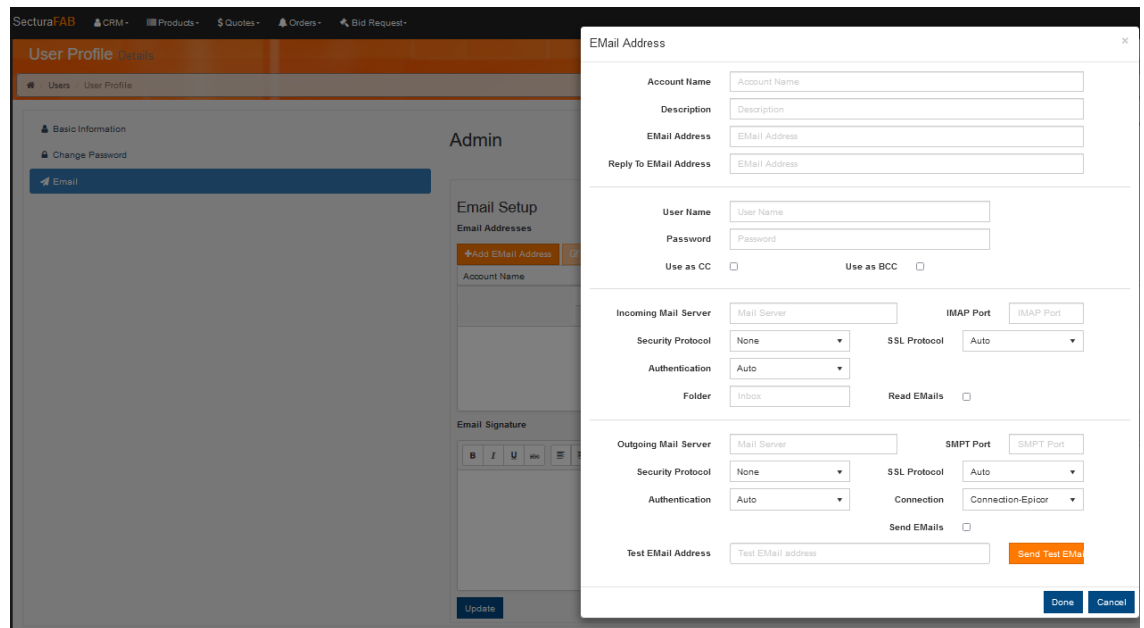 SecturaFAB CRM Products $ Quotes Orders Bid Request
User Profile Details
Users / User Profile
Basic Information
Change Password
Email
Admin
Email Setup
Email Addresses
+Add EMail Address
Account Name
Email Signature
B I U abc
Update
EMail Address ×
Account Name Account Name
Description Description
EMail Address EMail Address
Reply To EMail Address EMail Address
User Name User Name
Password Password
Use as CC Use as BCC
Incoming Mail Server Mail Server IMAP Port IMAP Port
Security Protocol None SSL Protocol Auto
Authentication Auto
Folder Inbox Read EMails
Outgoing Mail Server Mail Server SMPT Port SMPT Port
Security Protocol None SSL Protocol Auto
Authentication Auto Connection Connection-Epicor
Send EMails
Test EMail Address Test EMail address Send Test EMai
Done Cancel